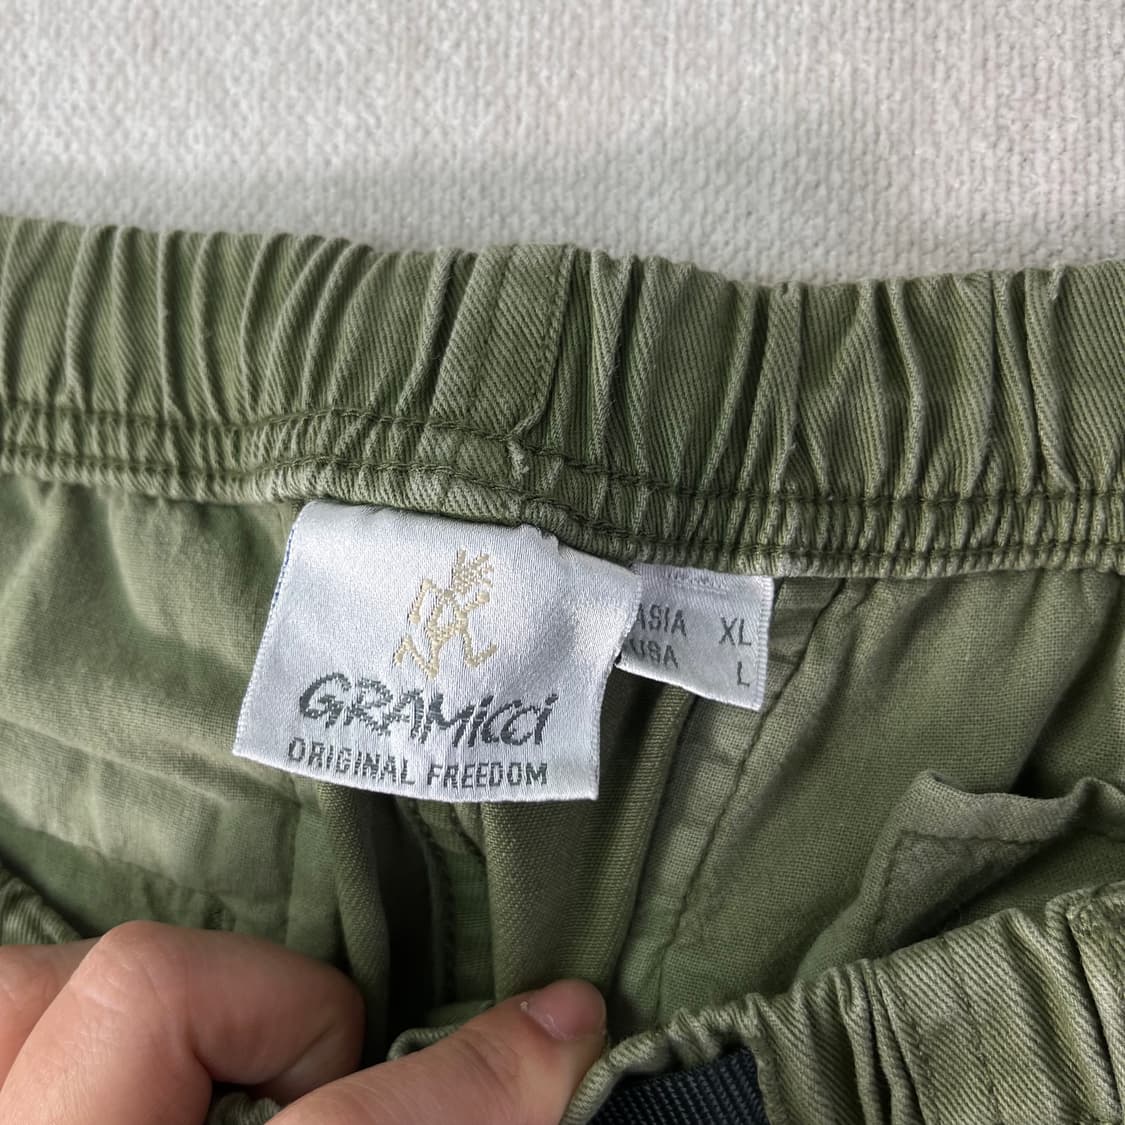 GRAMiCCi
ORIGINAL FREEDOM
ASIA XL
USA L